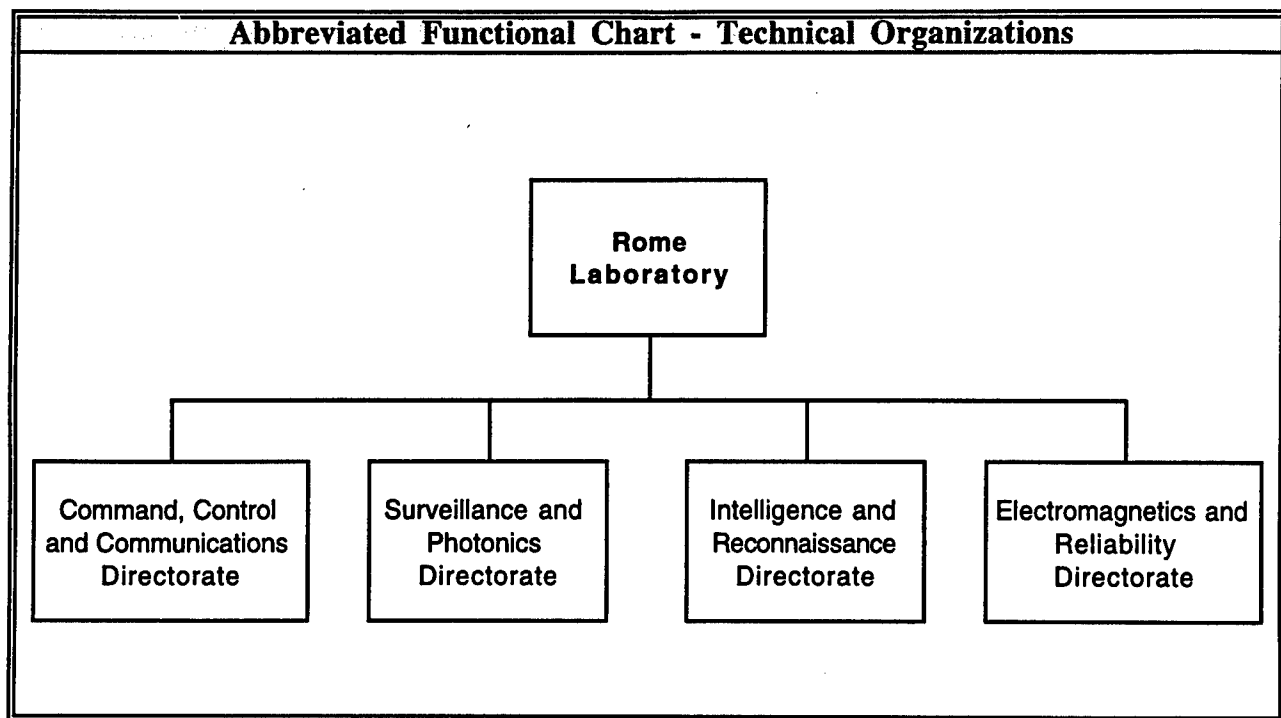 Abbreviated Functional Chart - Technical Organizations
Rome
Laboratory
Command, Control
and Communications
Directorate
Surveillance and
Photonics
Directorate
Intelligence and
Reconnaissance
Directorate
Electromagnetics and
Reliability
Directorate